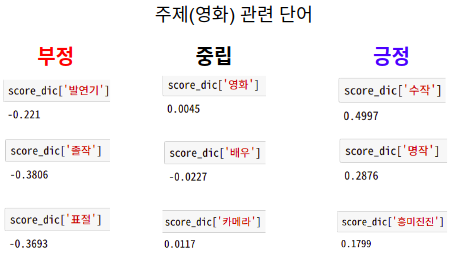 주제(영화) 관련 단어
부정 중립 긍정
score_dic['발연기'] score_dic['영화'] score_dic['수작']
-0.221 0.0045 0.4997
score_dic['졸작'] score_dic['배우'] score_dic['명작']
-0.3806 -0.0227 0.2876
score_dic['표절'] score_dic['카메라'] score_dic['흥미진진']
-0.3693 0.0117 0.1799